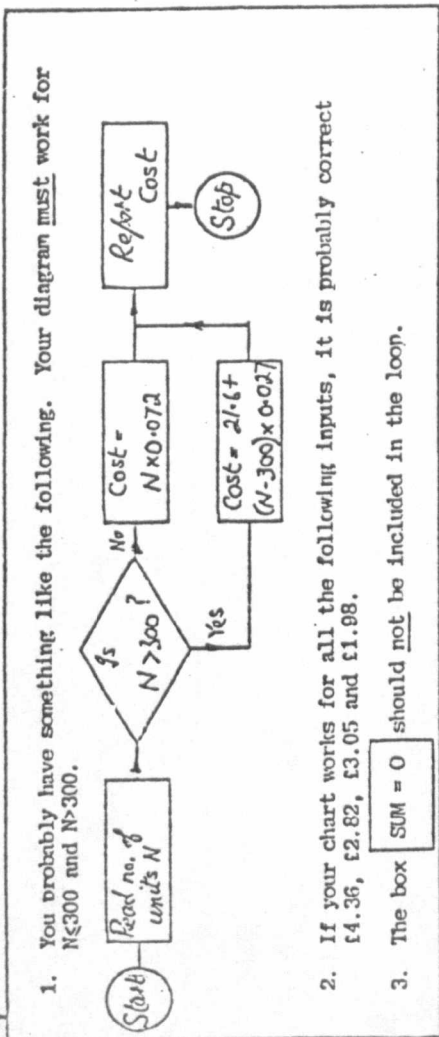 1. You probably have something like the following. Your diagram must work for
N≤300 and N>300.
Start
Read no. of
units N
Is
N>300?
No
Yes
Cost =
N×0.072
Cost = 21.6+
(N-300)×0.027
Report
Cost
Stop
2. If your chart works for all the following inputs, it is probably correct
£4.36, £2.82, £3.05 and £1.98.
3. The box SUM = O should not be included in the loop.